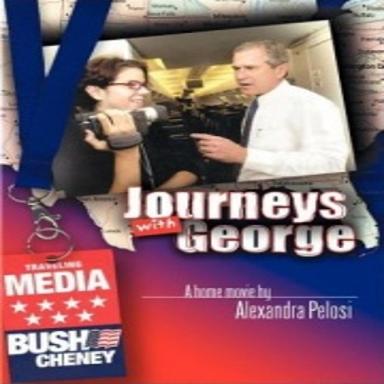 Journeys
with
George
A home movie by
Alexandra Pelosi
TRAVELING
MEDIA
BUSH
CHENEY